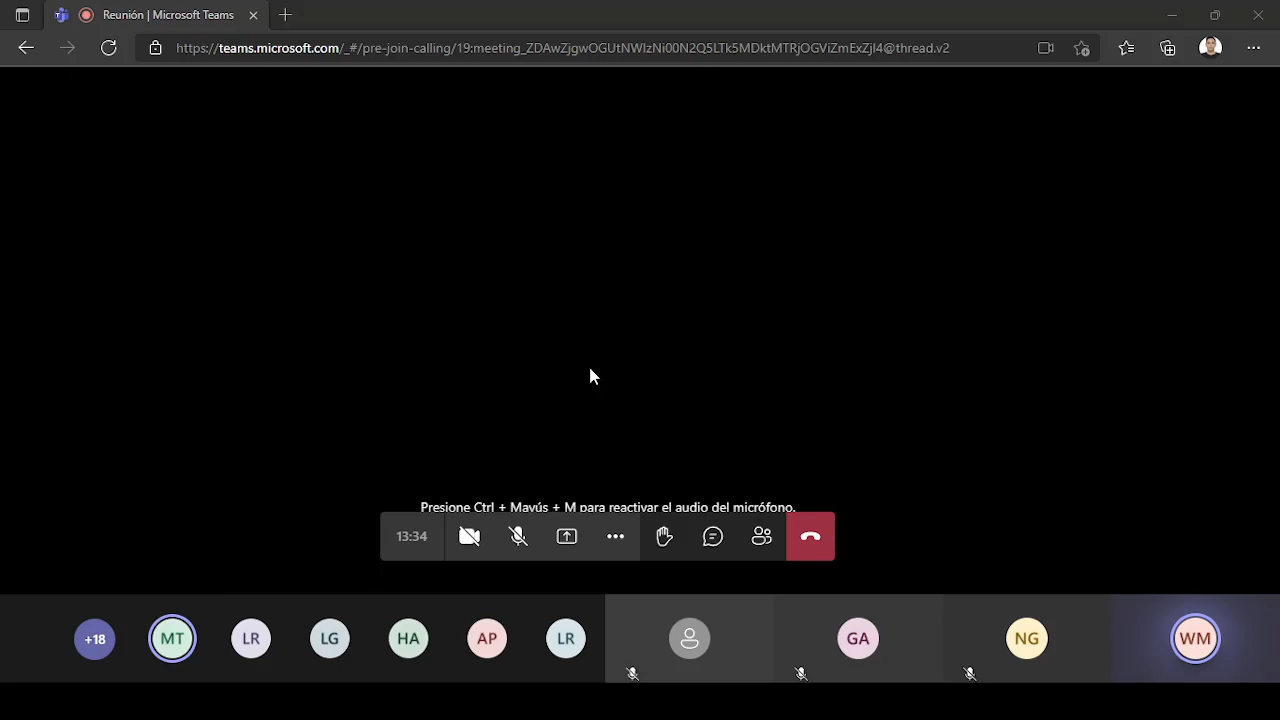 Reunión | Microsoft Teams
https://teams.microsoft.com/_#/pre-join-calling/19:meeting_ZDAwZjgwOGUtNWIzNi00N2Q5LTk5MDktMTRjOGViZmExZjI4@thread.v2
Presione Ctrl + Mayús + M para reactivar el audio del micrófono.
13:34
+18 MT LR LG HA AP LR GA NG WM